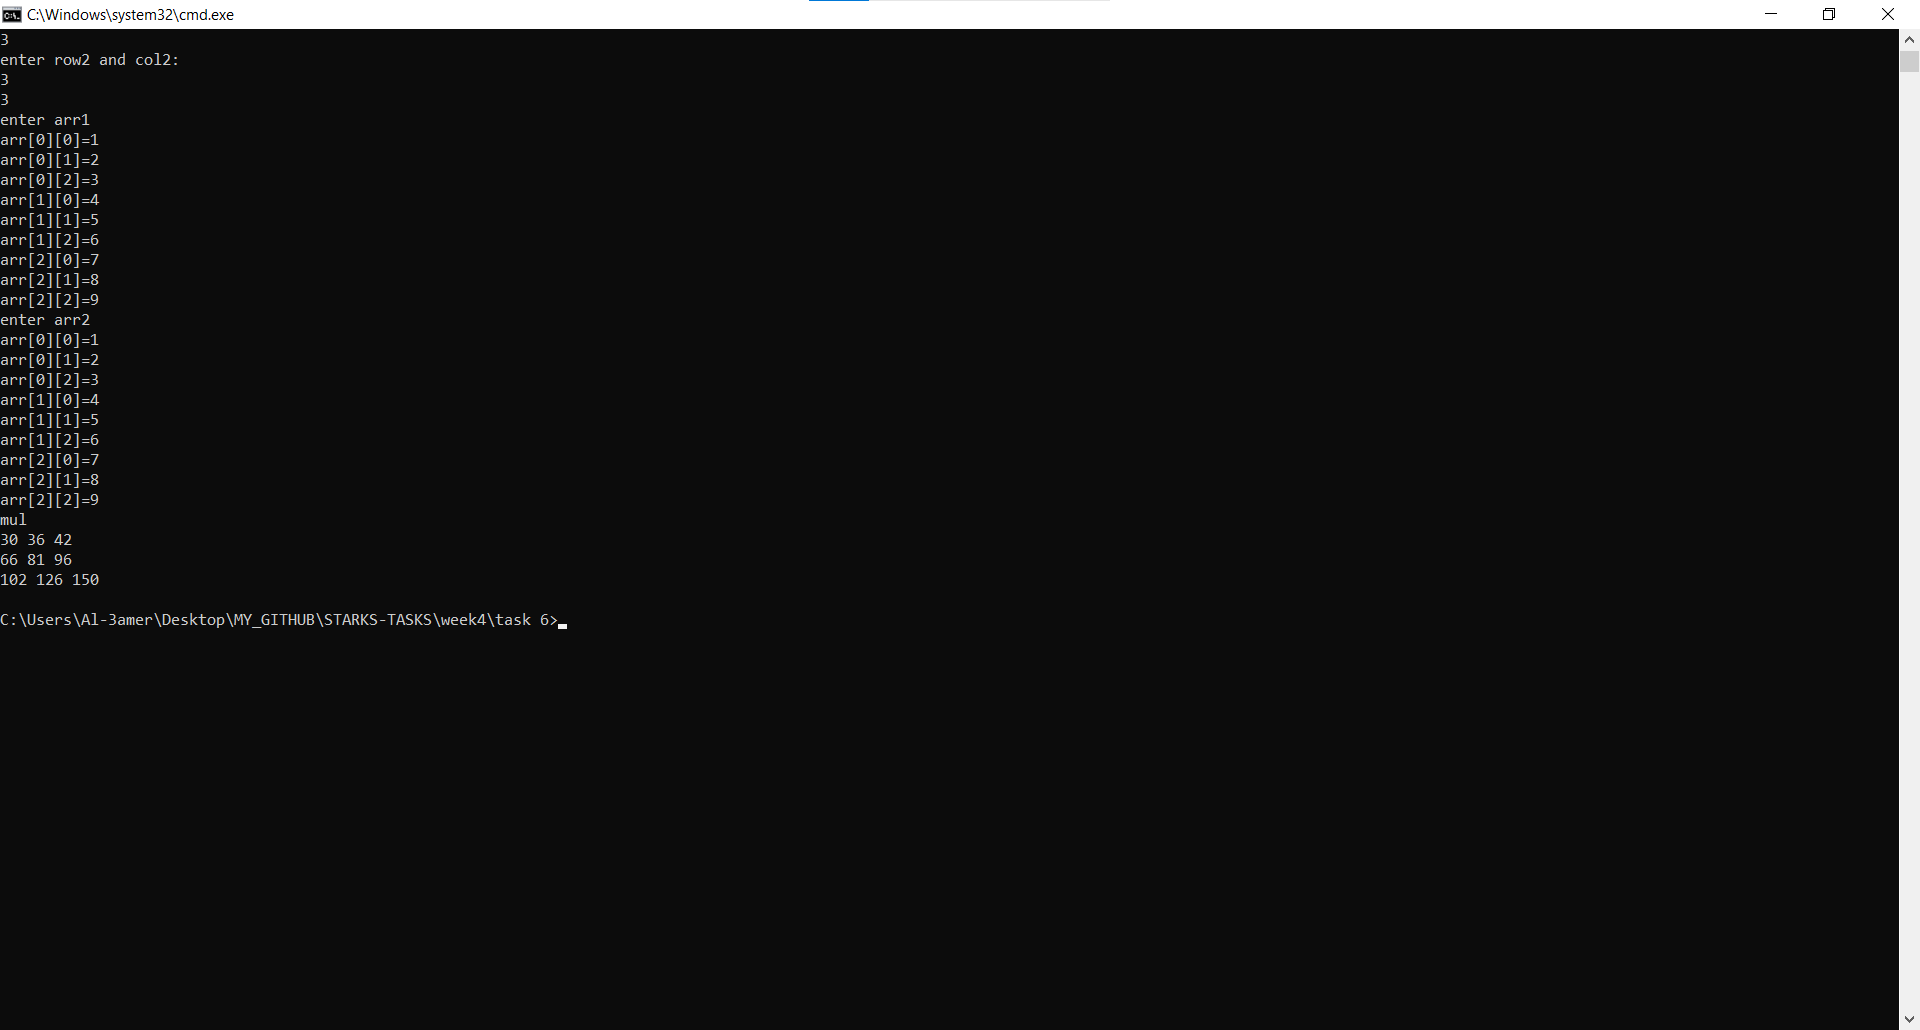 C:\Windows\system32\cmd.exe
3
enter row2 and col2:
3
3
enter arr1
arr[0][0]=1
arr[0][1]=2
arr[0][2]=3
arr[1][0]=4
arr[1][1]=5
arr[1][2]=6
arr[2][0]=7
arr[2][1]=8
arr[2][2]=9
enter arr2
arr[0][0]=1
arr[0][1]=2
arr[0][2]=3
arr[1][0]=4
arr[1][1]=5
arr[1][2]=6
arr[2][0]=7
arr[2][1]=8
arr[2][2]=9
mul
30 36 42
66 81 96
102 126 150
C:\Users\Al-3amer\Desktop\MY_GITHUB\STARKS-TASKS\week4\task 6>